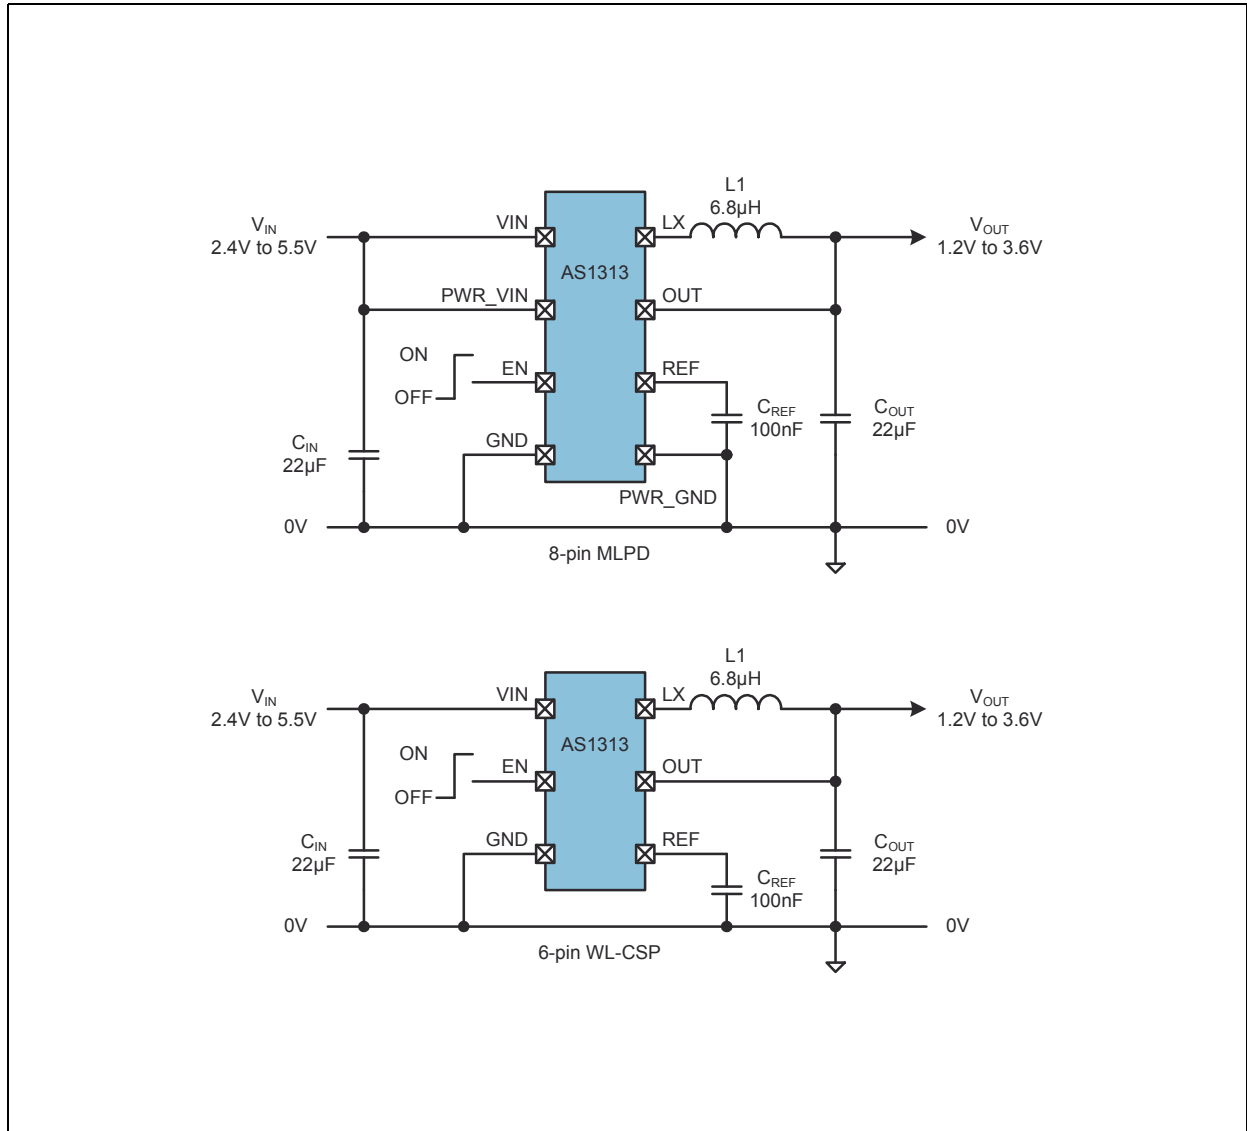 L1
6.8µH
VIN
2.4V to 5.5V
VIN
LX
VOUT
1.2V to 3.6V
AS1313
PWR_VIN
OUT
ON
OFF
EN
REF
CREF
100nF
COUT
22µF
CIN
22µF
GND
PWR_GND
0V
0V
8-pin MLPD
L1
6.8µH
VIN
2.4V to 5.5V
VIN
LX
VOUT
1.2V to 3.6V
AS1313
ON
OFF
EN
OUT
CIN
22µF
GND
REF
CREF
100nF
COUT
22µF
0V
0V
6-pin WL-CSP